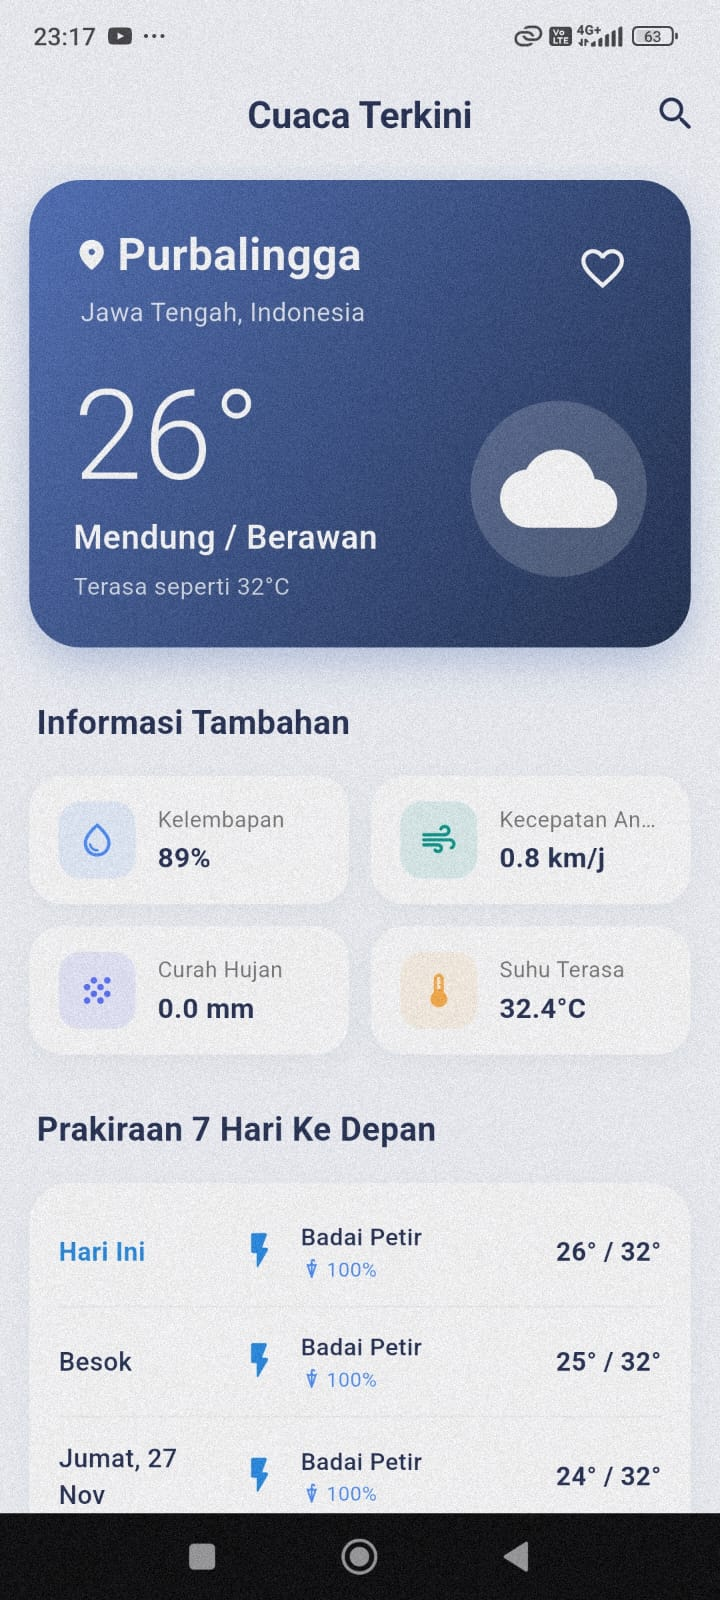 23:17
Vo LTE 4G+ 63
Cuaca Terkini
Purbalingga
Jawa Tengah, Indonesia
26°
Mendung / Berawan
Terasa seperti 32°C
Informasi Tambahan
Kelembapan
89%
Kecepatan An...
0.8 km/j
Curah Hujan
0.0 mm
Suhu Terasa
32.4°C
Prakiraan 7 Hari Ke Depan
Hari Ini
Badai Petir
100%
26° / 32°
Besok
Badai Petir
100%
25° / 32°
Jumat, 27
Nov
Badai Petir
100%
24° / 32°